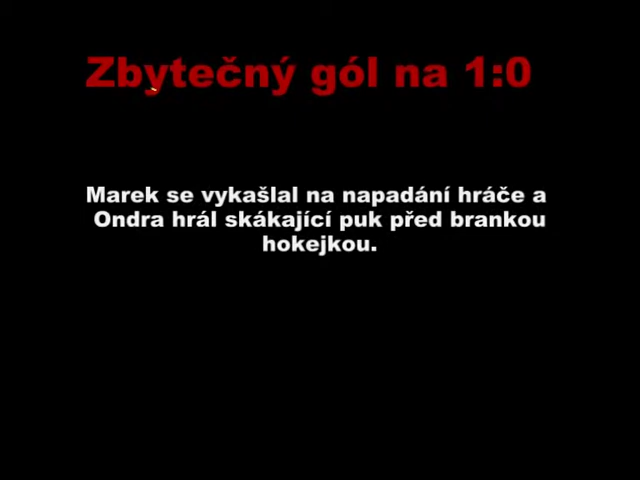 Zbytečný gól na 1:0
Marek se vykašlal na napadání hráče a
Ondra hrál skákající puk před brankou
hokejkou.